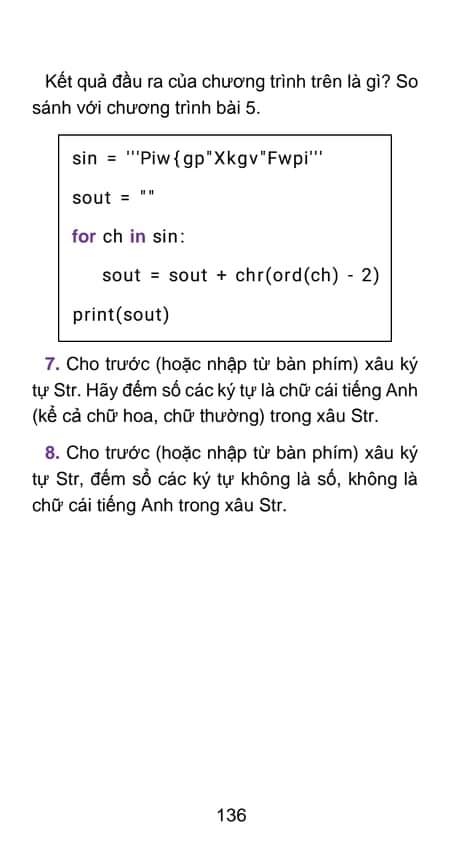 Kết quả đầu ra của chương trình trên là gì? So
sánh với chương trình bài 5.
sin = '''Piw{gp"Xkgv"Fwpi'''
sout = ""
for ch in sin:
sout = sout + chr(ord(ch) - 2)
print(sout)
7. Cho trước (hoặc nhập từ bàn phím) xâu ký
tự Str. Hãy đếm số các ký tự là chữ cái tiếng Anh
(kể cả chữ hoa, chữ thường) trong xâu Str.
8. Cho trước (hoặc nhập từ bàn phím) xâu ký
tự Str, đếm sổ các ký tự không là số, không là
chữ cái tiếng Anh trong xâu Str.
136